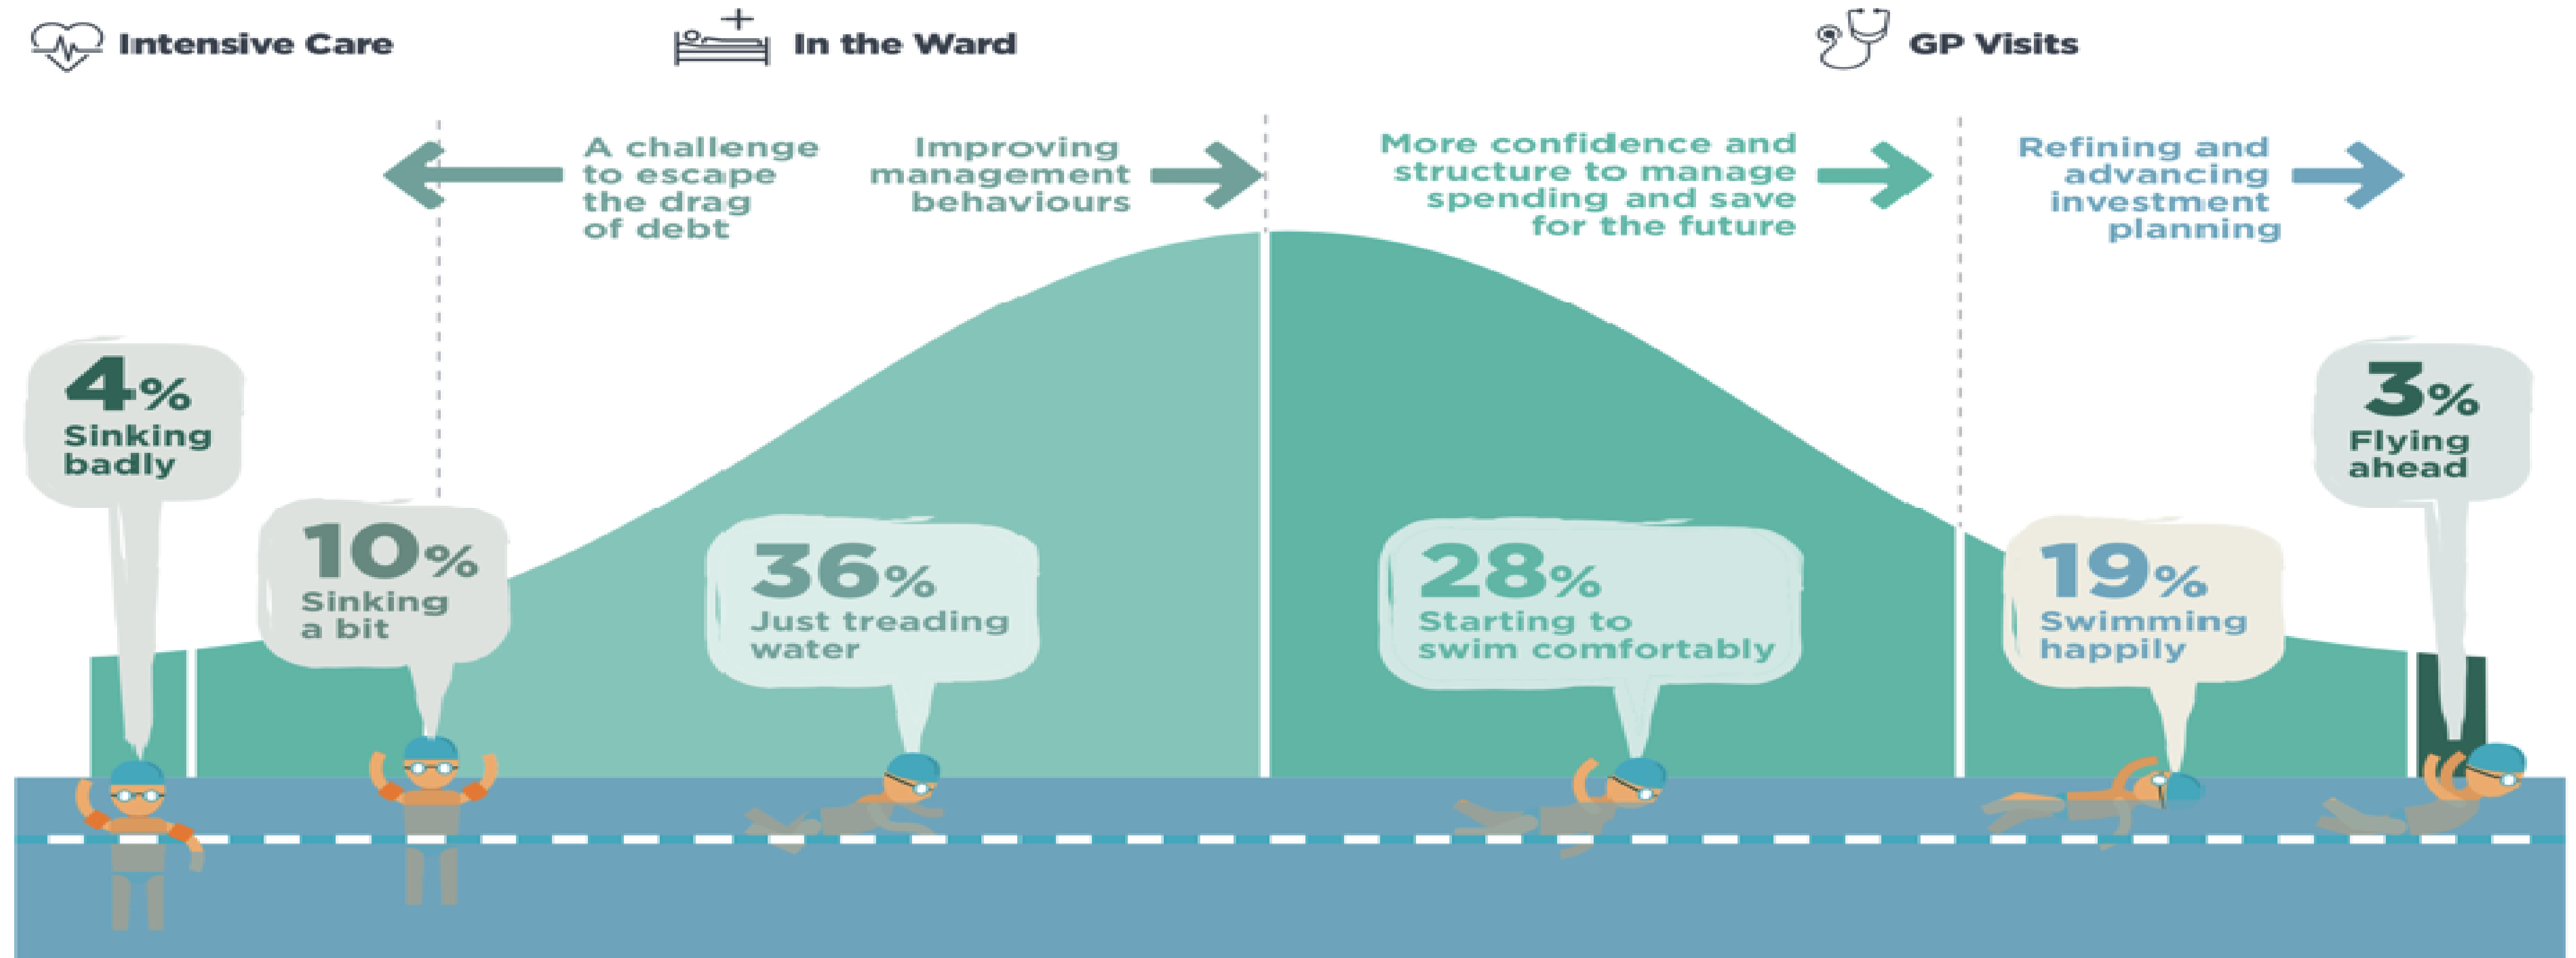 Intensive Care
In the Ward
GP Visits
A challenge
to escape
the drag
of debt
Improving
management
behaviours
More confidence and
structure to manage
spending and save
for the future
Refining and
advancing
investment
planning
4%
Sinking
badly
10%
Sinking
a bit
36%
Just treading
water
28%
Starting to
swim comfortably
19%
Swimming
happily
3%
Flying
ahead